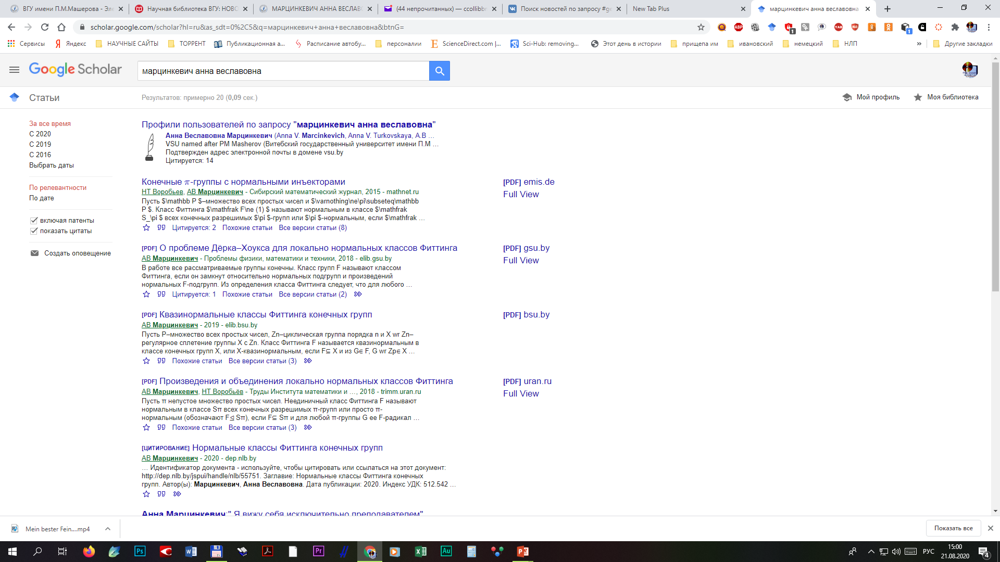 ВГУ имени П.М.Машерова - Эле
Научная библиотека ВГУ: НОВО
МАРЦИНКЕВИЧ АННА ВЕСЛАВО
(44 непрочитанных) — ccollibbr
Поиск новостей по запросу #ge
New Tab Plus
марцинкевич анна веславовна
scholar.google.com/scholar?hl=ru&as_sdt=0%2C5&q=марцинкевич+анна+веславовна&btnG=
Сервисы
Яндекс
НАУЧНЫЕ САЙТЫ
ТОРРЕНТ
Публикационная а...
Расписание автобу...
персоналии
ScienceDirect.com |...
Sci-Hub: removing...
Этот день в истории
прищепа им
ивановский
немецкий
НЛП
»
Другие закладки
Google Scholar
марцинкевич анна веславовна
Статьи
Результатов: примерно 20 (0,09 сек.)
Мой профиль
Моя библиотека
За все время
С 2020
С 2019
С 2016
Выбрать даты
По релевантности
По дате
включая патенты
показать цитаты
Создать оповещение
Профили пользователей по запросу "марцинкевич анна веславовна"
Анна Веславовна Марцинкевич (Anna V. Marcinkevich, Anna V. Turkovskaya, А.В …
VSU named after PM Masherov (Витебский государственный университет имени П.М …
Подтвержден адрес электронной почты в домене vsu.by
Цитируется: 14
Конечные π-группы с нормальными инъекторами
НТ Воробьев, АВ Марцинкевич - Сибирский математический журнал, 2015 - mathnet.ru
Пусть $\mathbb P $–множество всех простых чисел и $\varnothing\ne\pi\subseteq\mathbb
P $. Класс Фиттинга $\mathfrak F\ne (1) $ называют нормальным в классе $\mathfrak
S_\pi $ всех конечных разрешимых $\pi $-групп или $\pi $-нормальным, если $\mathfrak …
Цитируется: 2 Похожие статьи Все версии статьи (8)
[PDF] emis.de
Full View
[PDF] О проблеме Дёрка–Хоукса для локально нормальных классов Фиттинга
АВ Марцинкевич - Проблемы физики, математики и техники, 2018 - elib.gsu.by
В работе все рассматриваемые группы конечны. Класс групп F называют классом
Фиттинга, если он замкнут относительно нормальных подгрупп и произведений
нормальных F-подгрупп. Из определения класса Фиттинга следует, что для любого …
Цитируется: 1 Похожие статьи Все версии статьи (2)
[PDF] gsu.by
Full View
[PDF] Квазинормальные классы Фиттинга конечных групп
АВ Марцинкевич - 2019 - elib.bsu.by
Пусть P–множество всех простых чисел, Zn–циклическая группа порядка n и X wr Zn–
регулярное сплетение группы X с Zn. Класс Фиттинга F называется квазинормальным в
классе конечных групп X, или X-квазинормальным, если F⊆ X и из G∈ F, G wr Zp∈ X …
Похожие статьи Все версии статьи (3)
[PDF] bsu.by
[PDF] Произведения и объединения локально нормальных классов Фиттинга
АВ Марцинкевич, НТ Воробьёв - Труды Института математики и …, 2018 - trimm.uran.ru
Пусть π непустое множество простых чисел. Неединичный класс Фиттинга F называют
нормальным в классе Sπ всех конечных разрешимых π-групп или просто π-
нормальным (обозначают F⊴ Sπ), если F⊆ Sπ и для любой π-группы G ее F-радикал …
Похожие статьи Все версии статьи (3)
[PDF] uran.ru
Full View
[ЦИТИРОВАНИЕ] Нормальные классы Фиттинга конечных групп
АВ Марцинкевич - 2020 - dep.nlb.by
… Идентификатор документа - используйте, чтобы цитировать или ссылаться на этот документ:
http://dep.nlb.by/jspui/handle/nlb/55751. Заглавие: Нормальные классы Фиттинга конечных
групп. Автор(ы): Марцинкевич, Анна Веславовна. Дата публикации: 2020. Индекс УДК: 512.542 …
Анна Марцинкевич:" Я вижу себя исключительно преподавателем"
Mein bester Fein....mp4
Показать все
РУС
15:00
21.08.2020
4